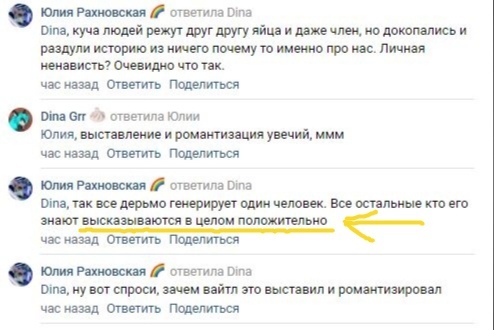 Юлия Рахновская 🌈 ответила Dina
Dina, куча людей режут друг другу яйца и даже член, но докопались и
раздули историю из ничего почему то именно про нас. Личная
ненависть? Очевидно что так.
час назад Ответить Поделиться
Dina Grr ответила Юлии
Юлия, выставление и романтизация увечий, ммм
час назад Ответить Поделиться
Юлия Рахновская 🌈 ответила Dina
Dina, так все дерьмо генерирует один человек. Все остальные кто его
знают высказываются в целом положительно
час назад Ответить Поделиться
Юлия Рахновская 🌈 ответила Dina
Dina, ну вот спроси, зачем вайтл это выставил и романтизировал
час назад Ответить Поделиться